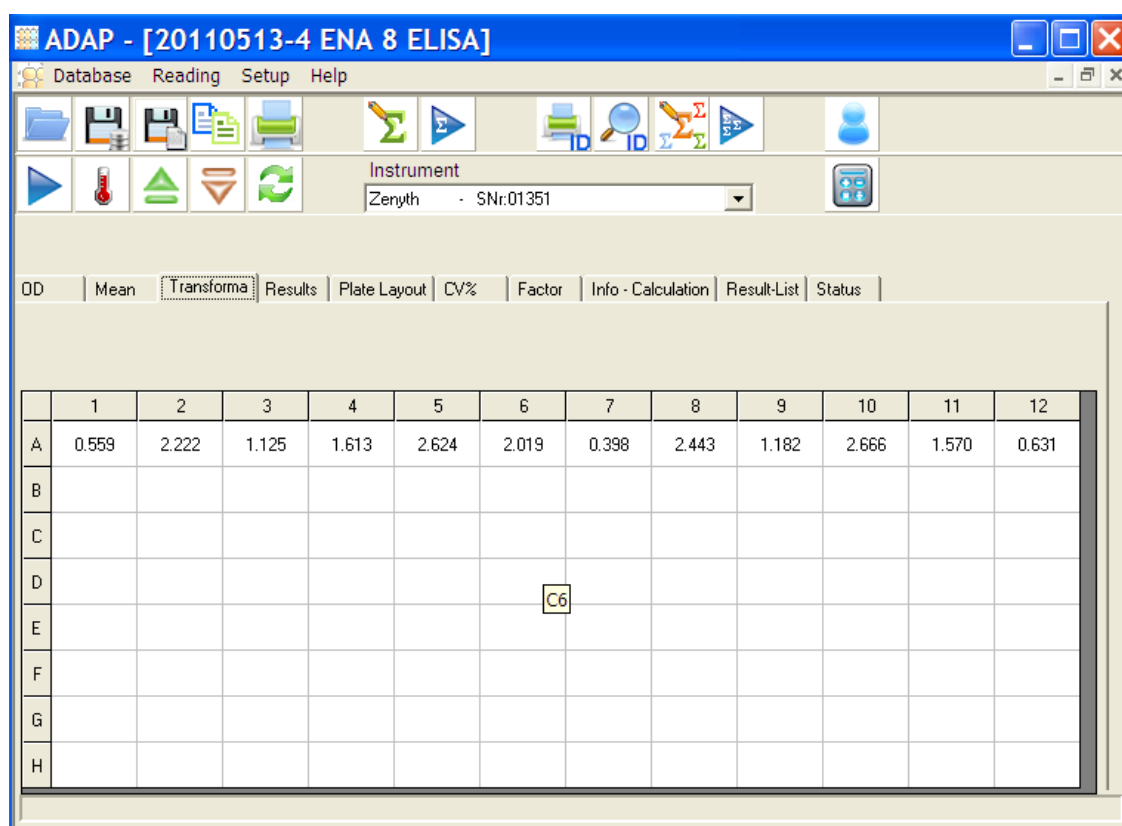 ADAP - [20110513-4 ENA 8 ELISA]
Database Reading Setup Help
Σ Σ ID ID Σ Σ Σ Σ Σ
Instrument
Zenyth - SNr:01351
OD Mean Transforma Results Plate Layout CV% Factor Info - Calculation Result-List Status
1 2 3 4 5 6 7 8 9 10 11 12
A 0.559 2.222 1.125 1.613 2.624 2.019 0.398 2.443 1.182 2.666 1.570 0.631
B
C
D
C6
E
F
G
H